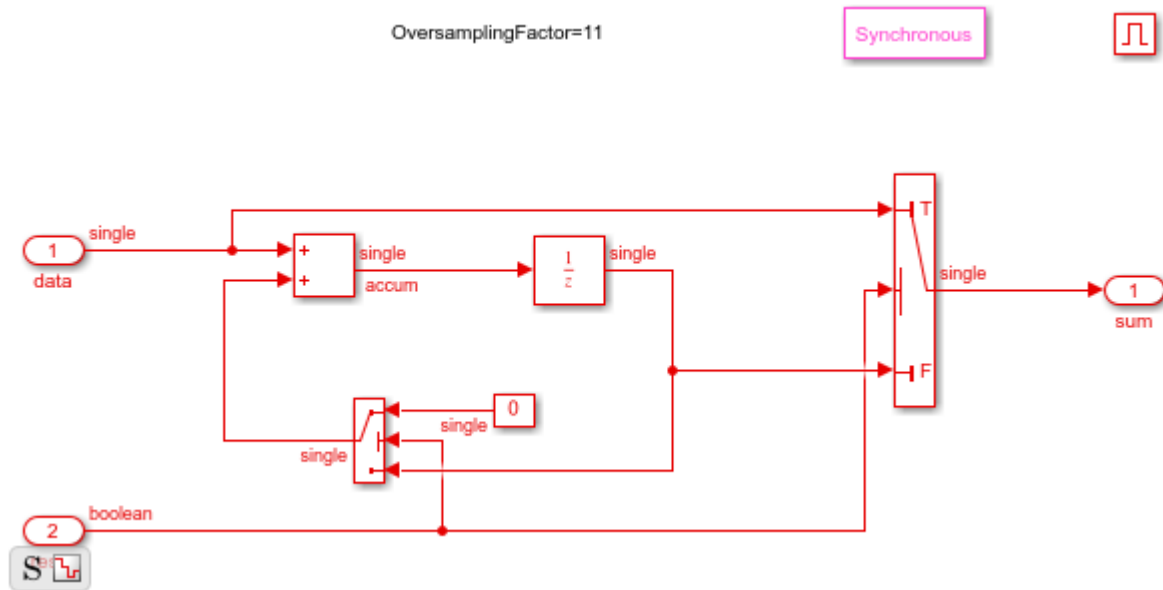 OversamplingFactor=11
Synchronous
T
single
1
data
+
+
single
accum
1
z
single
single
1
sum
F
0
single
single
boolean
2
S